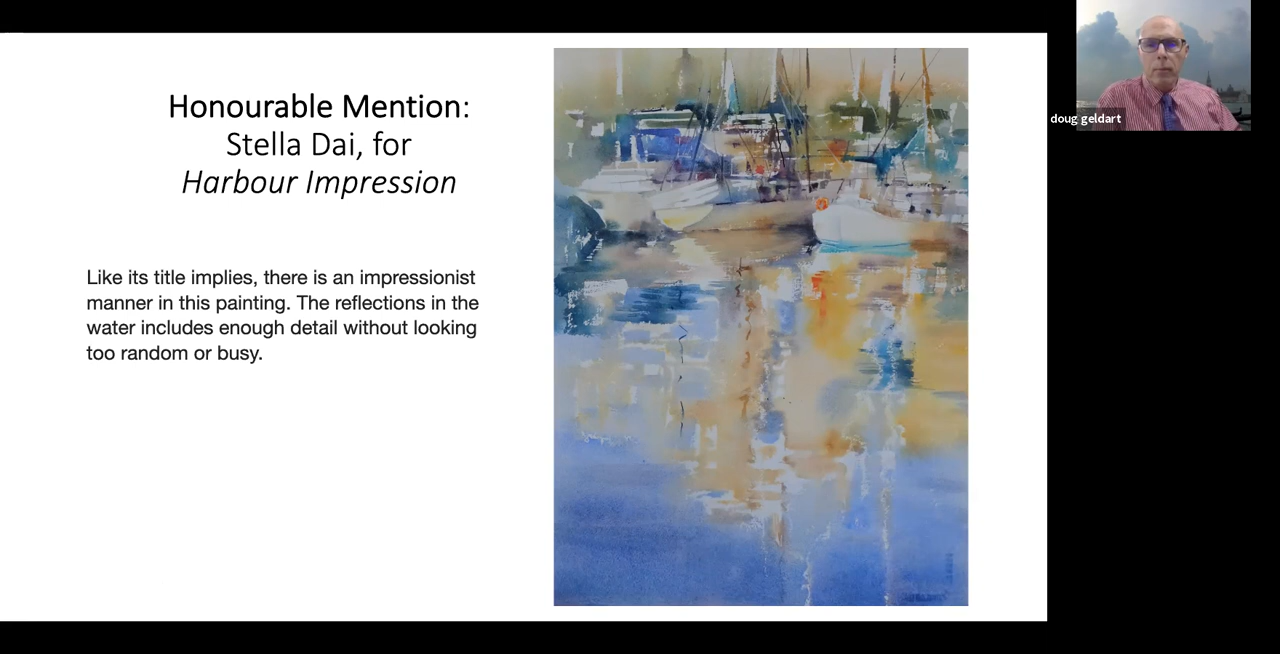 Honourable Mention:
Stella Dai, for
Harbour Impression
Like its title implies, there is an impressionist
manner in this painting. The reflections in the
water includes enough detail without looking
too random or busy.
doug geldart